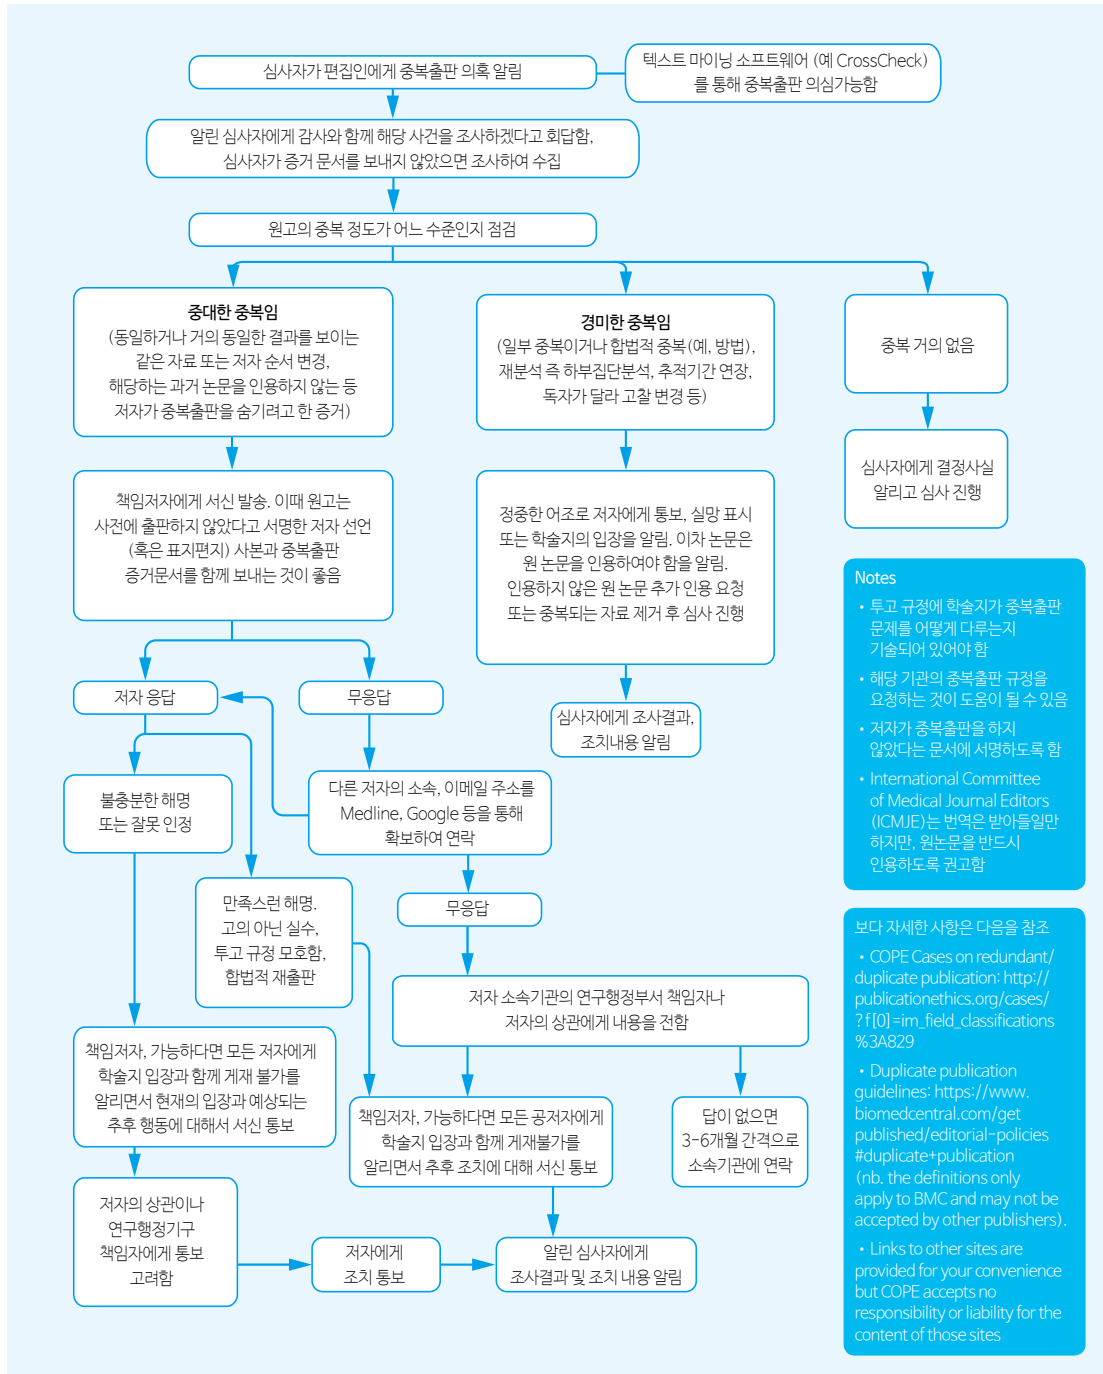 심사자가 편집인에게 중복출판 의혹 알림
텍스트 마이닝 소프트웨어 (예 CrossCheck)
를 통해 중복출판 의심가능함
알린 심사자에게 감사와 함께 해당 사건을 조사하겠다고 회답함,
심사자가 증거 문서를 보내지 않았으면 조사하여 수집
원고의 중복 정도가 어느 수준인지 점검
중대한 중복임
(동일하거나 거의 동일한 결과를 보이는
같은 자료 또는 저자 순서 변경,
해당하는 과거 논문을 인용하지 않는 등
저자가 중복출판을 숨기려고 한 증거)
경미한 중복임
(일부 중복이거나 합법적 중복(예, 방법),
재분석 즉 하부집단분석, 추적기간 연장,
독자가 달라 고찰 변경 등)
중복 거의 없음
심사자에게 결정사실
알리고 심사 진행
책임저자에게 서신 발송. 이때 원고는
사전에 출판하지 않았다고 서명한 저자 선언
(혹은 표지편지) 사본과 중복출판
증거문서를 함께 보내는 것이 좋음
정중한 어조로 저자에게 통보, 실망 표시
또는 학술지의 입장을 알림. 이차 논문은
원 논문을 인용하여야 함을 알림.
인용하지 않은 원 논문 추가 인용 요청
또는 중복되는 자료 제거 후 심사 진행
저자 응답
무응답
심사자에게 조사결과,
조치내용 알림
불충분한 해명
또는 잘못 인정
다른 저자의 소속, 이메일 주소를
Medline, Google 등을 통해
확보하여 연락
만족스런 해명.
고의 아닌 실수,
투고 규정 모호함,
합법적 재출판
무응답
저자 소속기관의 연구행정부서 책임자나
저자의 상관에게 내용을 전함
책임저자, 가능하다면 모든 저자에게
학술지 입장과 함께 게재 불가를
알리면서 현재의 입장과 예상되는
추후 행동에 대해서 서신 통보
책임저자, 가능하다면 모든 공저자에게
학술지 입장과 함께 게재불가를
알리면서 추후 조치에 대해 서신 통보
답이 없으면
3-6개월 간격으로
소속기관에 연락
저자의 상관이나
연구행정기구
책임자에게 통보
고려함
저자에게
조치 통보
알린 심사자에게
조사결과 및 조치 내용 알림
Notes
• 투고 규정에 학술지가 중복출판
문제를 어떻게 다루는지
기술되어 있어야 함
• 해당 기관의 중복출판 규정을
요청하는 것이 도움이 될 수 있음
• 저자가 중복출판을 하지
않았다는 문서에 서명하도록 함
• International Committee
of Medical Journal Editors
(ICMJE)는 번역은 받아들일만
하지만, 원논문을 반드시
인용하도록 권고함
보다 자세한 사항은 다음을 참조
• COPE Cases on redundant/
duplicate publication: http://
publicationethics.org/cases/
?f[0]=im_field_classifications
%3A829
• Duplicate publication
guidelines: https://www.
biomedcentral.com/get
published/editorial-policies
#duplicate+publication
(nb. the definitions only
apply to BMC and may not be
accepted by other publishers).
• Links to other sites are
provided for your convenience
but COPE accepts no
responsibility or liability for the
content of those sites